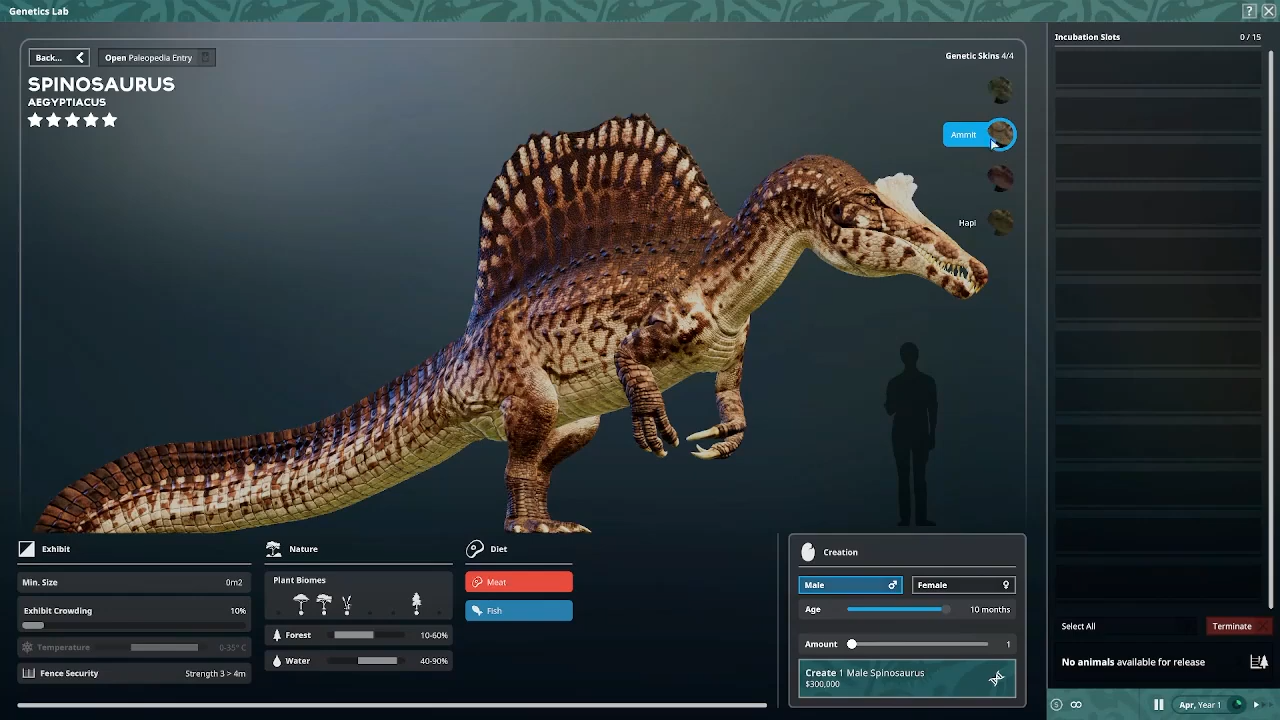 Genetics Lab
?
Back...
Open Paleopedia Entry
SPINOSAURUS
AEGYPTIACUS
Genetic Skins 4/4
Ammit
Hapi
Exhibit
Min. Size 0m2
Exhibit Crowding 10%
Temperature 0-35° C
Fence Security Strength 3 > 4m
Nature
Plant Biomes
Forest 10-60%
Water 40-90%
Diet
Meat
Fish
Creation
Male
Female
Age 10 months
Amount 1
Create 1 Male Spinosaurus
$300,000
Incubation Slots 0 / 15
Select All
Terminate
No animals available for release
S
Apr, Year 1